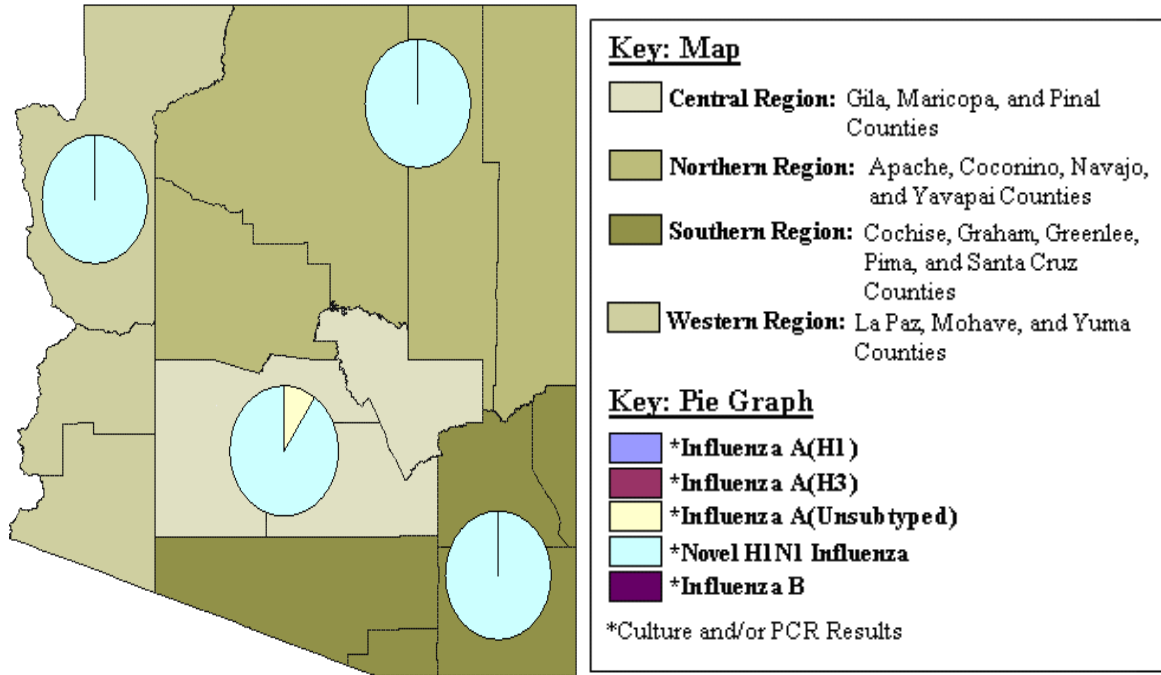 Key: Map
Central Region: Gila, Maricopa, and Pinal
Counties
Northern Region: Apache, Coconino, Navajo,
and Yavapai Counties
Southern Region: Cochise, Graham, Greenlee,
Pima, and Santa Cruz
Counties
Western Region: La Paz, Mohave, and Yuma
Counties
Key: Pie Graph
*Influenza A(H1)
*Influenza A(H3)
*Influenza A(Unsubtyped)
*Novel H1N1 Influenza
*Influenza B
*Culture and/or PCR Results